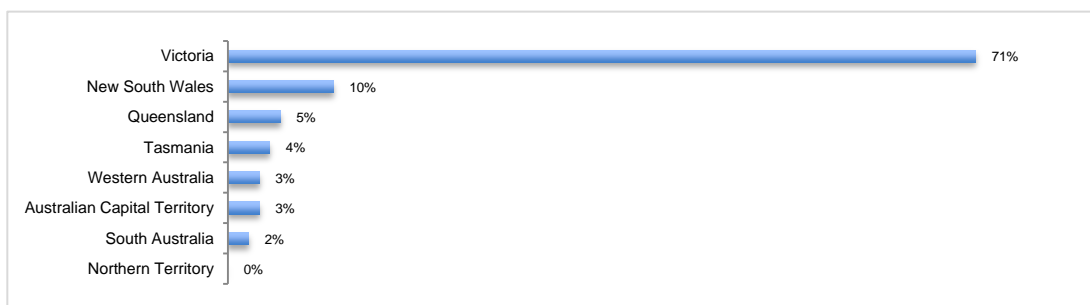 Victoria 71%
New South Wales 10%
Queensland 5%
Tasmania 4%
Western Australia 3%
Australian Capital Territory 3%
South Australia 2%
Northern Territory 0%